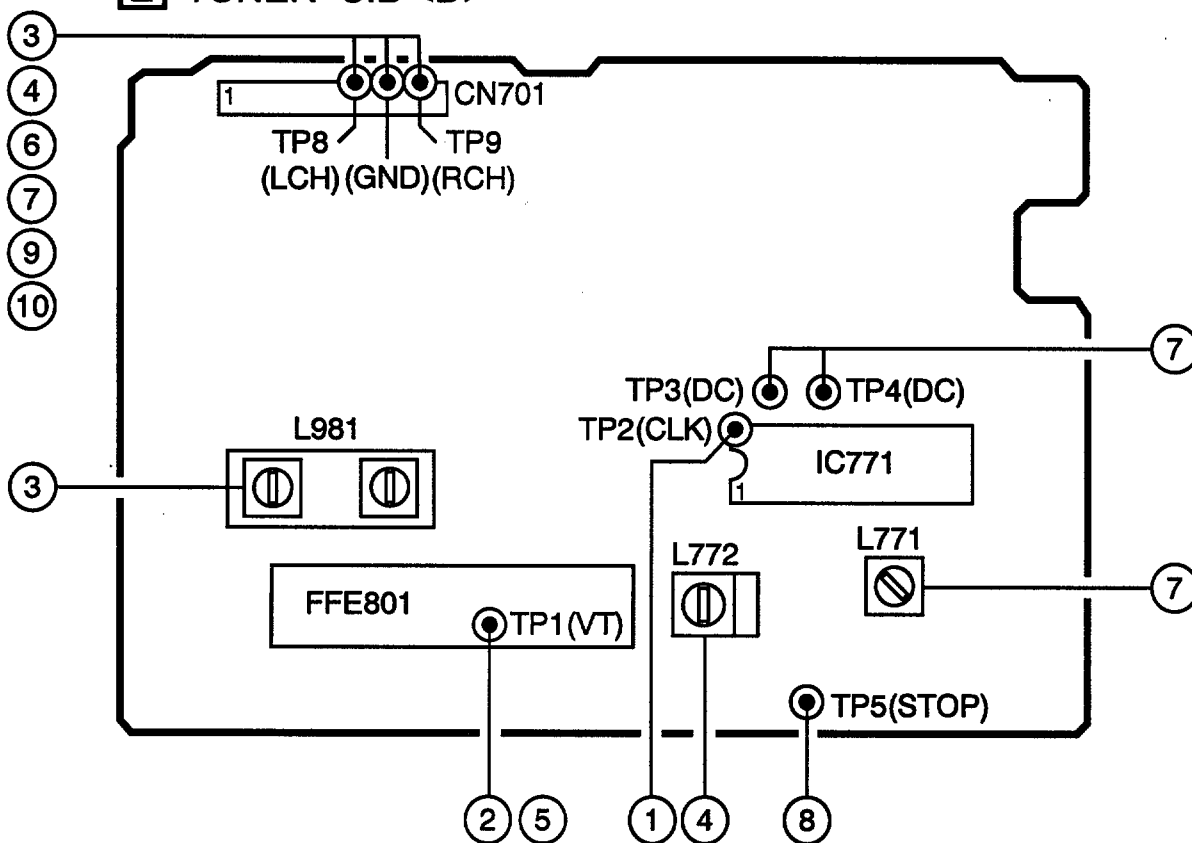 3
4
6
7
9
10
1
CN701
TP8
TP9
(LCH) (GND) (RCH)
7
TP3(DC)
TP4(DC)
TP2(CLK)
IC771
1
L981
3
L772
L771
7
FFE801
TP1(VT)
TP5(STOP)
2
5
1
4
8